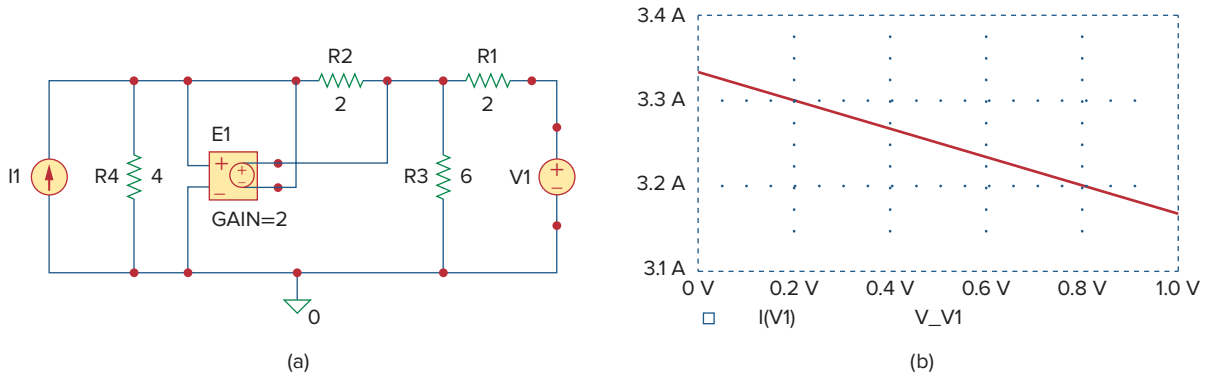 R2
R1
2
2
E1
+
+
−
−
I1
R4
4
R3
6
V1
+
−
GAIN=2
0
(a)
3.4 A
3.3 A
3.2 A
3.1 A
0 V
0.2 V
0.4 V
0.6 V
0.8 V
1.0 V
I(V1)
V_V1
(b)